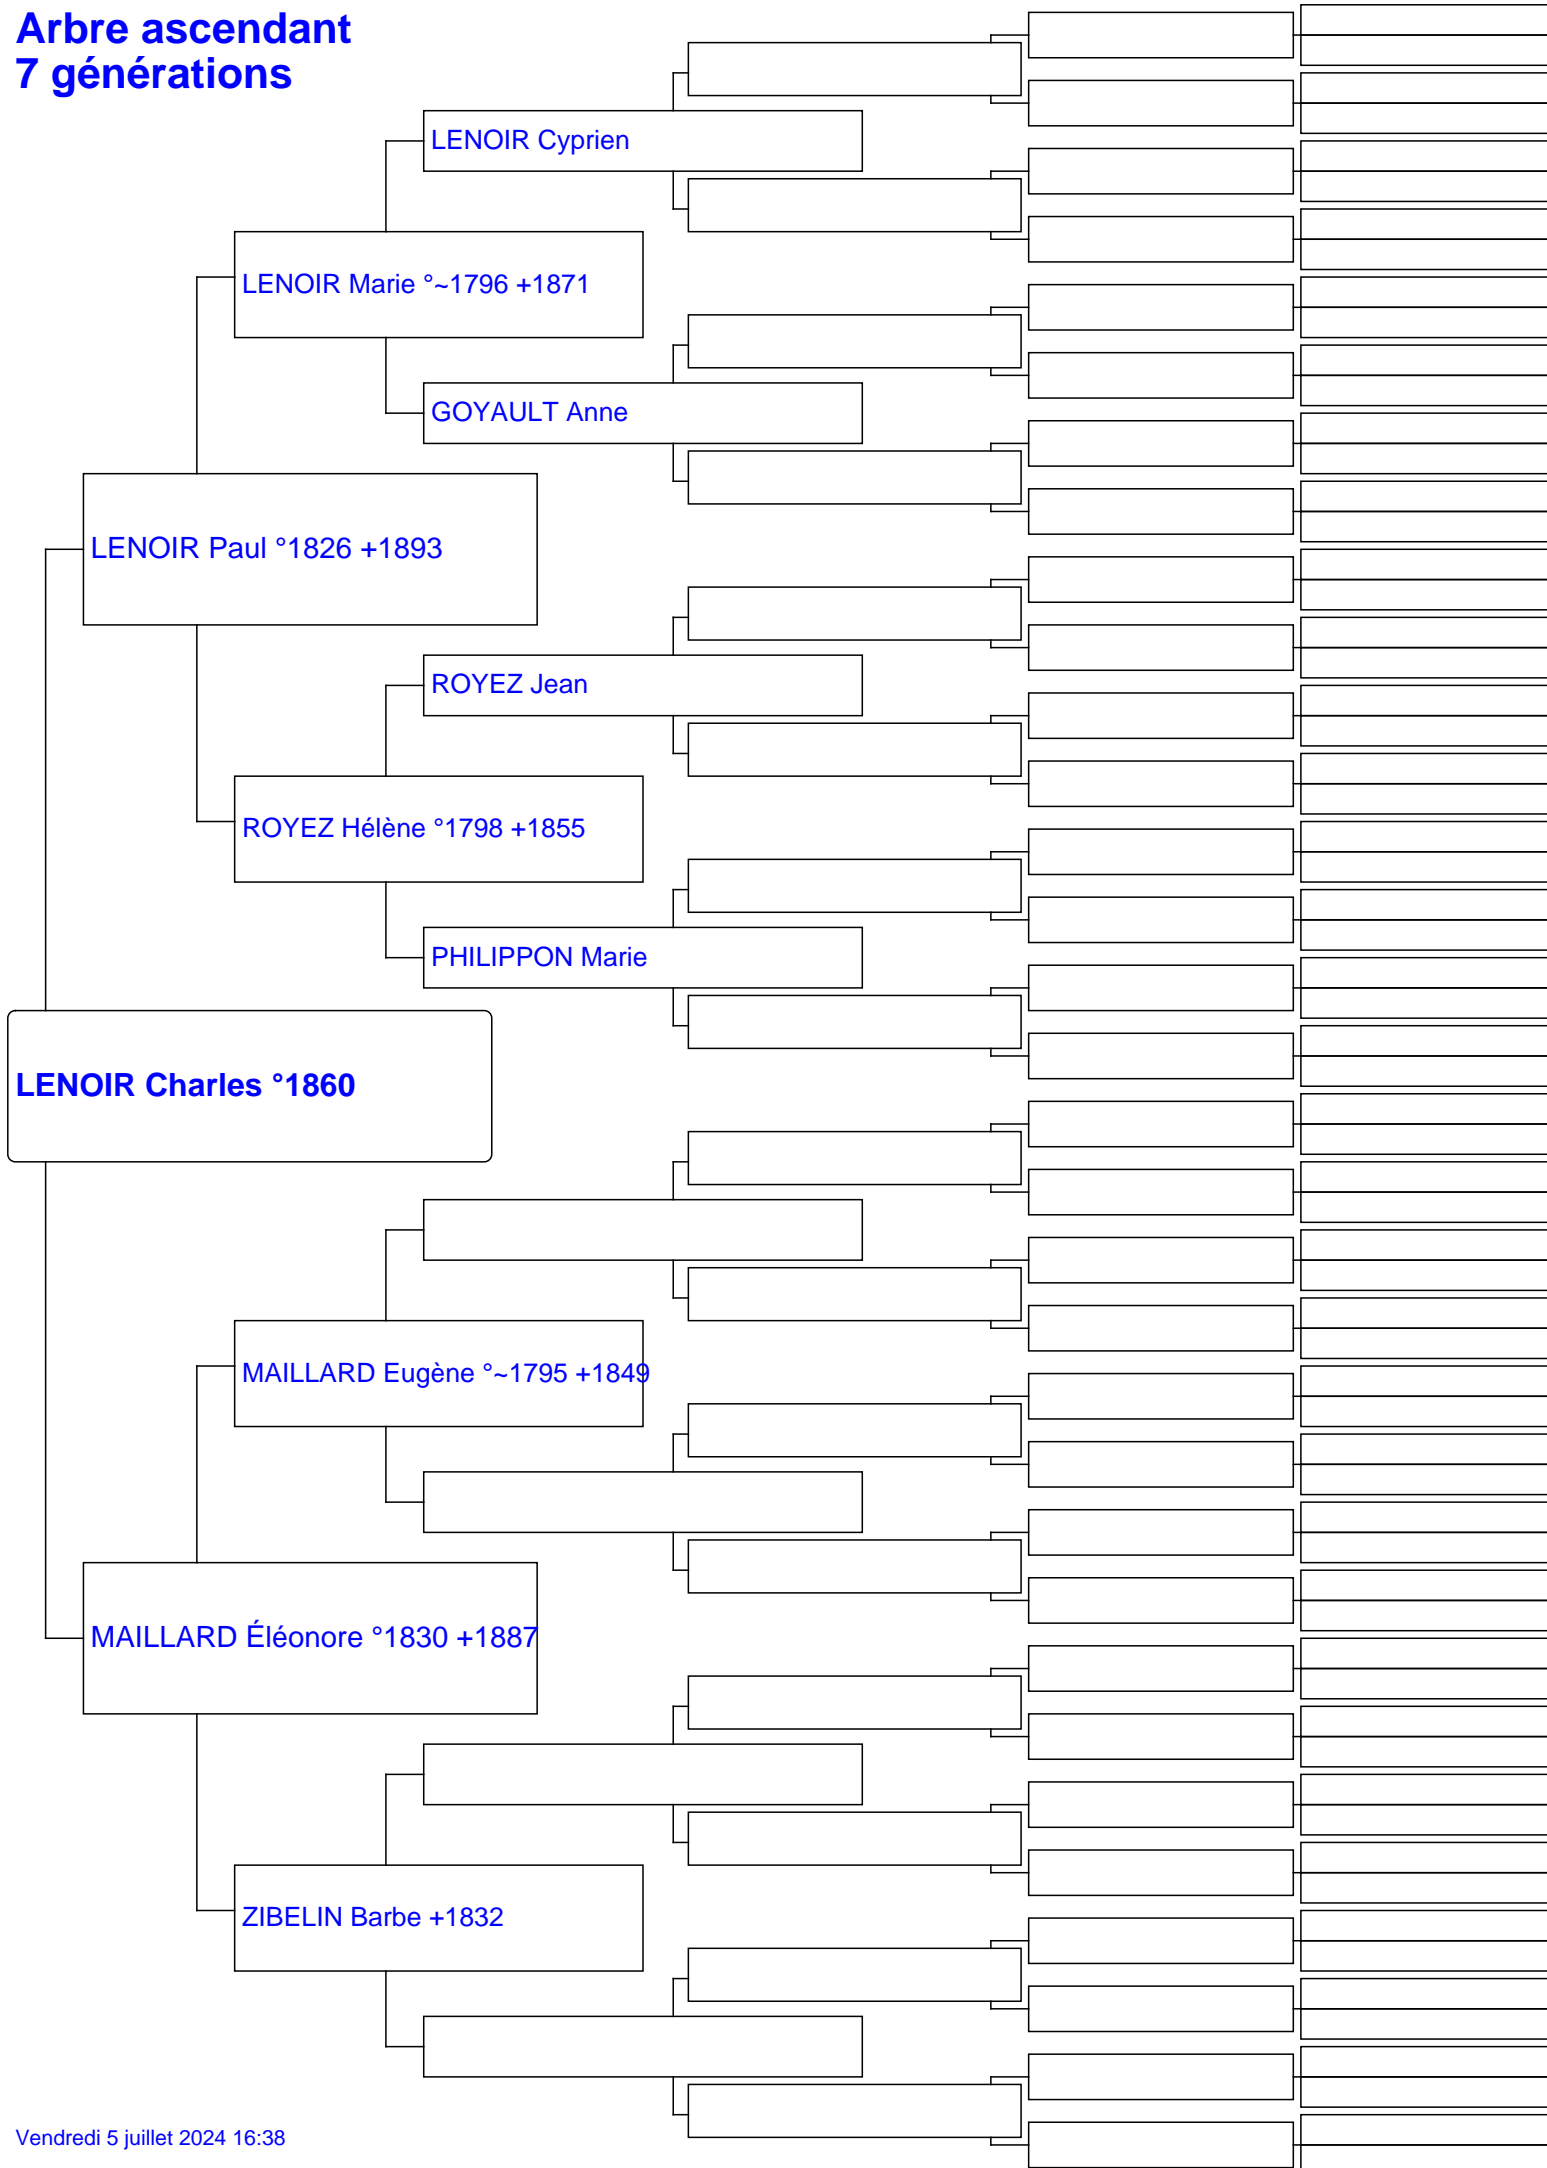 Arbre ascendant
7 générations
LENOIR Cyprien
LENOIR Marie °~1796 +1871
GOYAULT Anne
LENOIR Paul °1826 +1893
ROYEZ Jean
ROYEZ Hélène °1798 +1855
PHILIPPON Marie
LENOIR Charles °1860
MAILLARD Eugène °~1795 +1849
MAILLARD Éléonore °1830 +1887
ZIBELIN Barbe +1832
Vendredi 5 juillet 2024 16:38